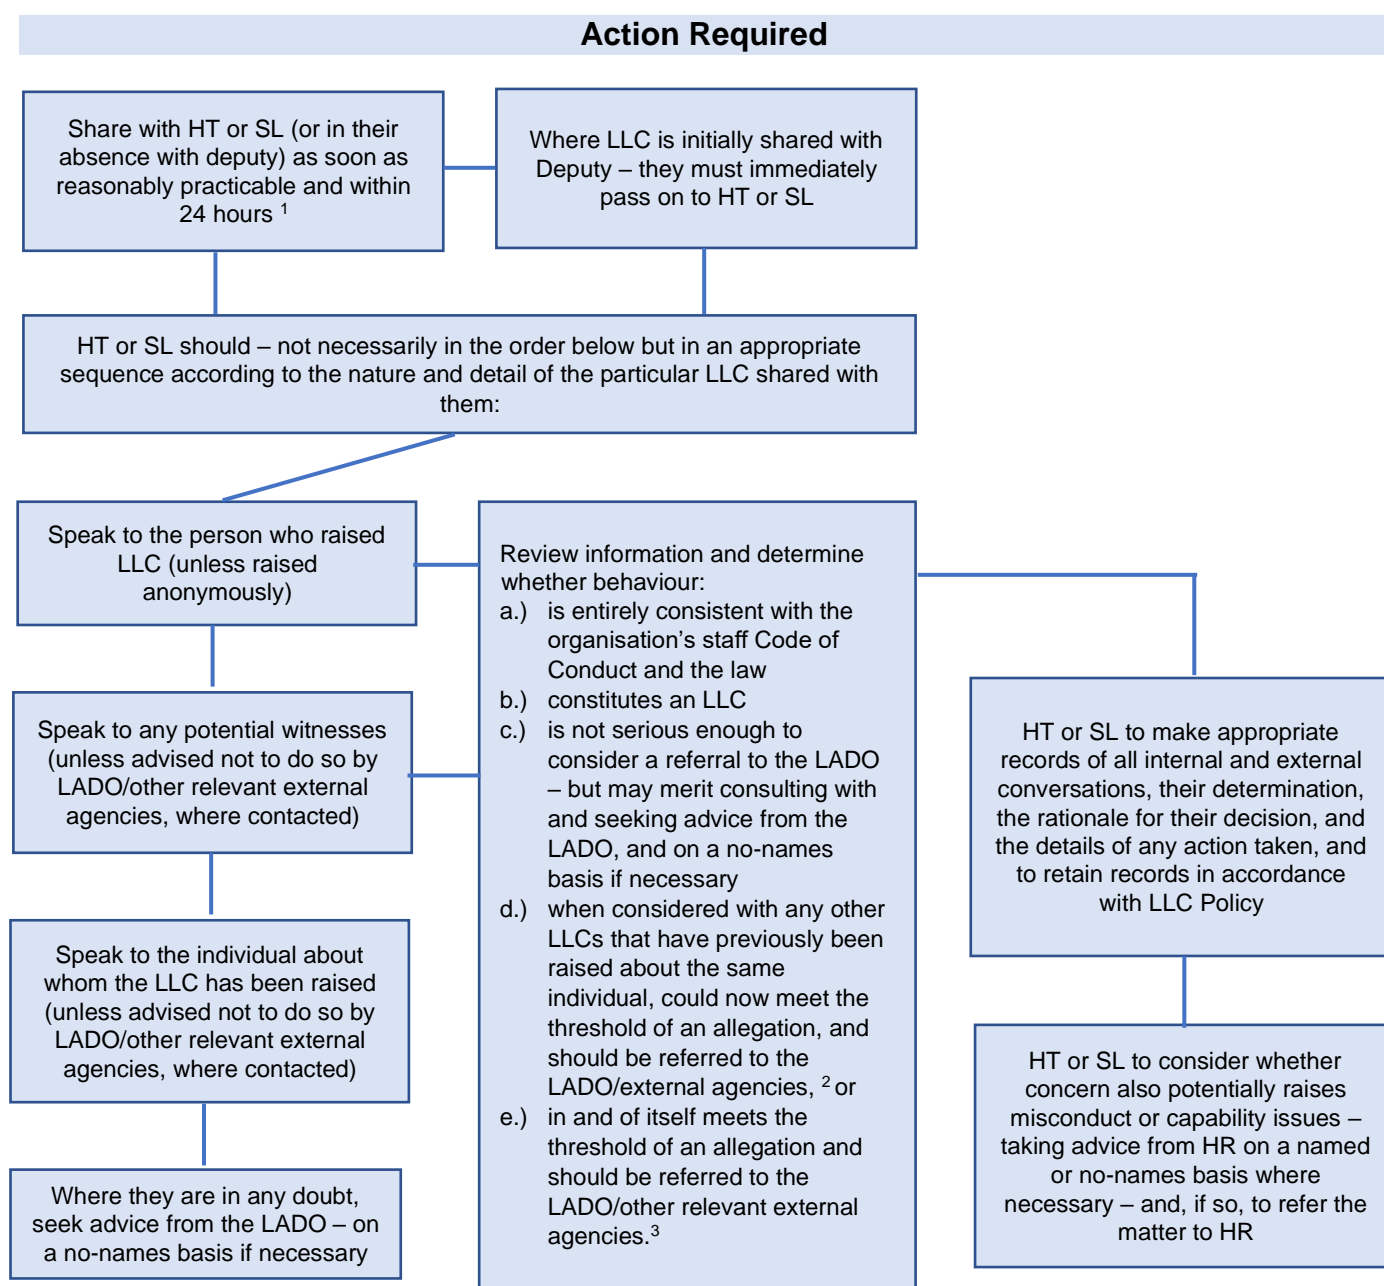 Action Required
Share with HT or SL (or in their
absence with deputy) as soon as
reasonably practicable and within
24 hours 1
Where LLC is initially shared with
Deputy – they must immediately
pass on to HT or SL
HT or SL should – not necessarily in the order below but in an appropriate
sequence according to the nature and detail of the particular LLC shared with
them:
Speak to the person who raised
LLC (unless raised
anonymously)
Speak to any potential witnesses
(unless advised not to do so by
LADO/other relevant external
agencies, where contacted)
Speak to the individual about
whom the LLC has been raised
(unless advised not to do so by
LADO/other relevant external
agencies, where contacted)
Where they are in any doubt,
seek advice from the LADO – on
a no-names basis if necessary
Review information and determine
whether behaviour:
a.) is entirely consistent with the
organisation’s staff Code of
Conduct and the law
b.) constitutes an LLC
c.) is not serious enough to
consider a referral to the LADO
– but may merit consulting with
and seeking advice from the
LADO, and on a no-names
basis if necessary
d.) when considered with any other
LLCs that have previously been
raised about the same
individual, could now meet the
threshold of an allegation, and
should be referred to the
LADO/external agencies, 2 or
e.) in and of itself meets the
threshold of an allegation and
should be referred to the
LADO/other relevant external
agencies.3
HT or SL to make appropriate
records of all internal and external
conversations, their determination,
the rationale for their decision, and
the details of any action taken, and
to retain records in accordance
with LLC Policy
HT or SL to consider whether
concern also potentially raises
misconduct or capability issues –
taking advice from HR on a named
or no-names basis where
necessary – and, if so, to refer the
matter to HR